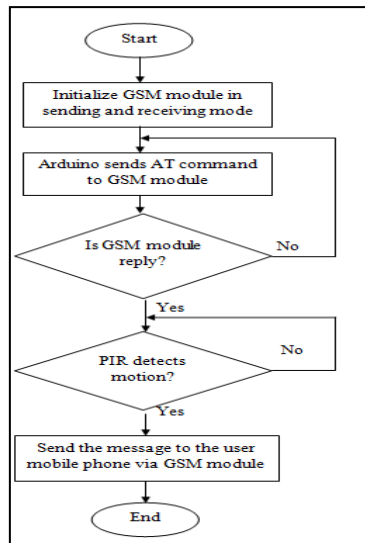 Start
Initialize GSM module in
sending and receiving mode
Arduino sends AT command
to GSM module
Is GSM module
reply?
No
Yes
PIR detects
motion?
No
Yes
Send the message to the user
mobile phone via GSM module
End